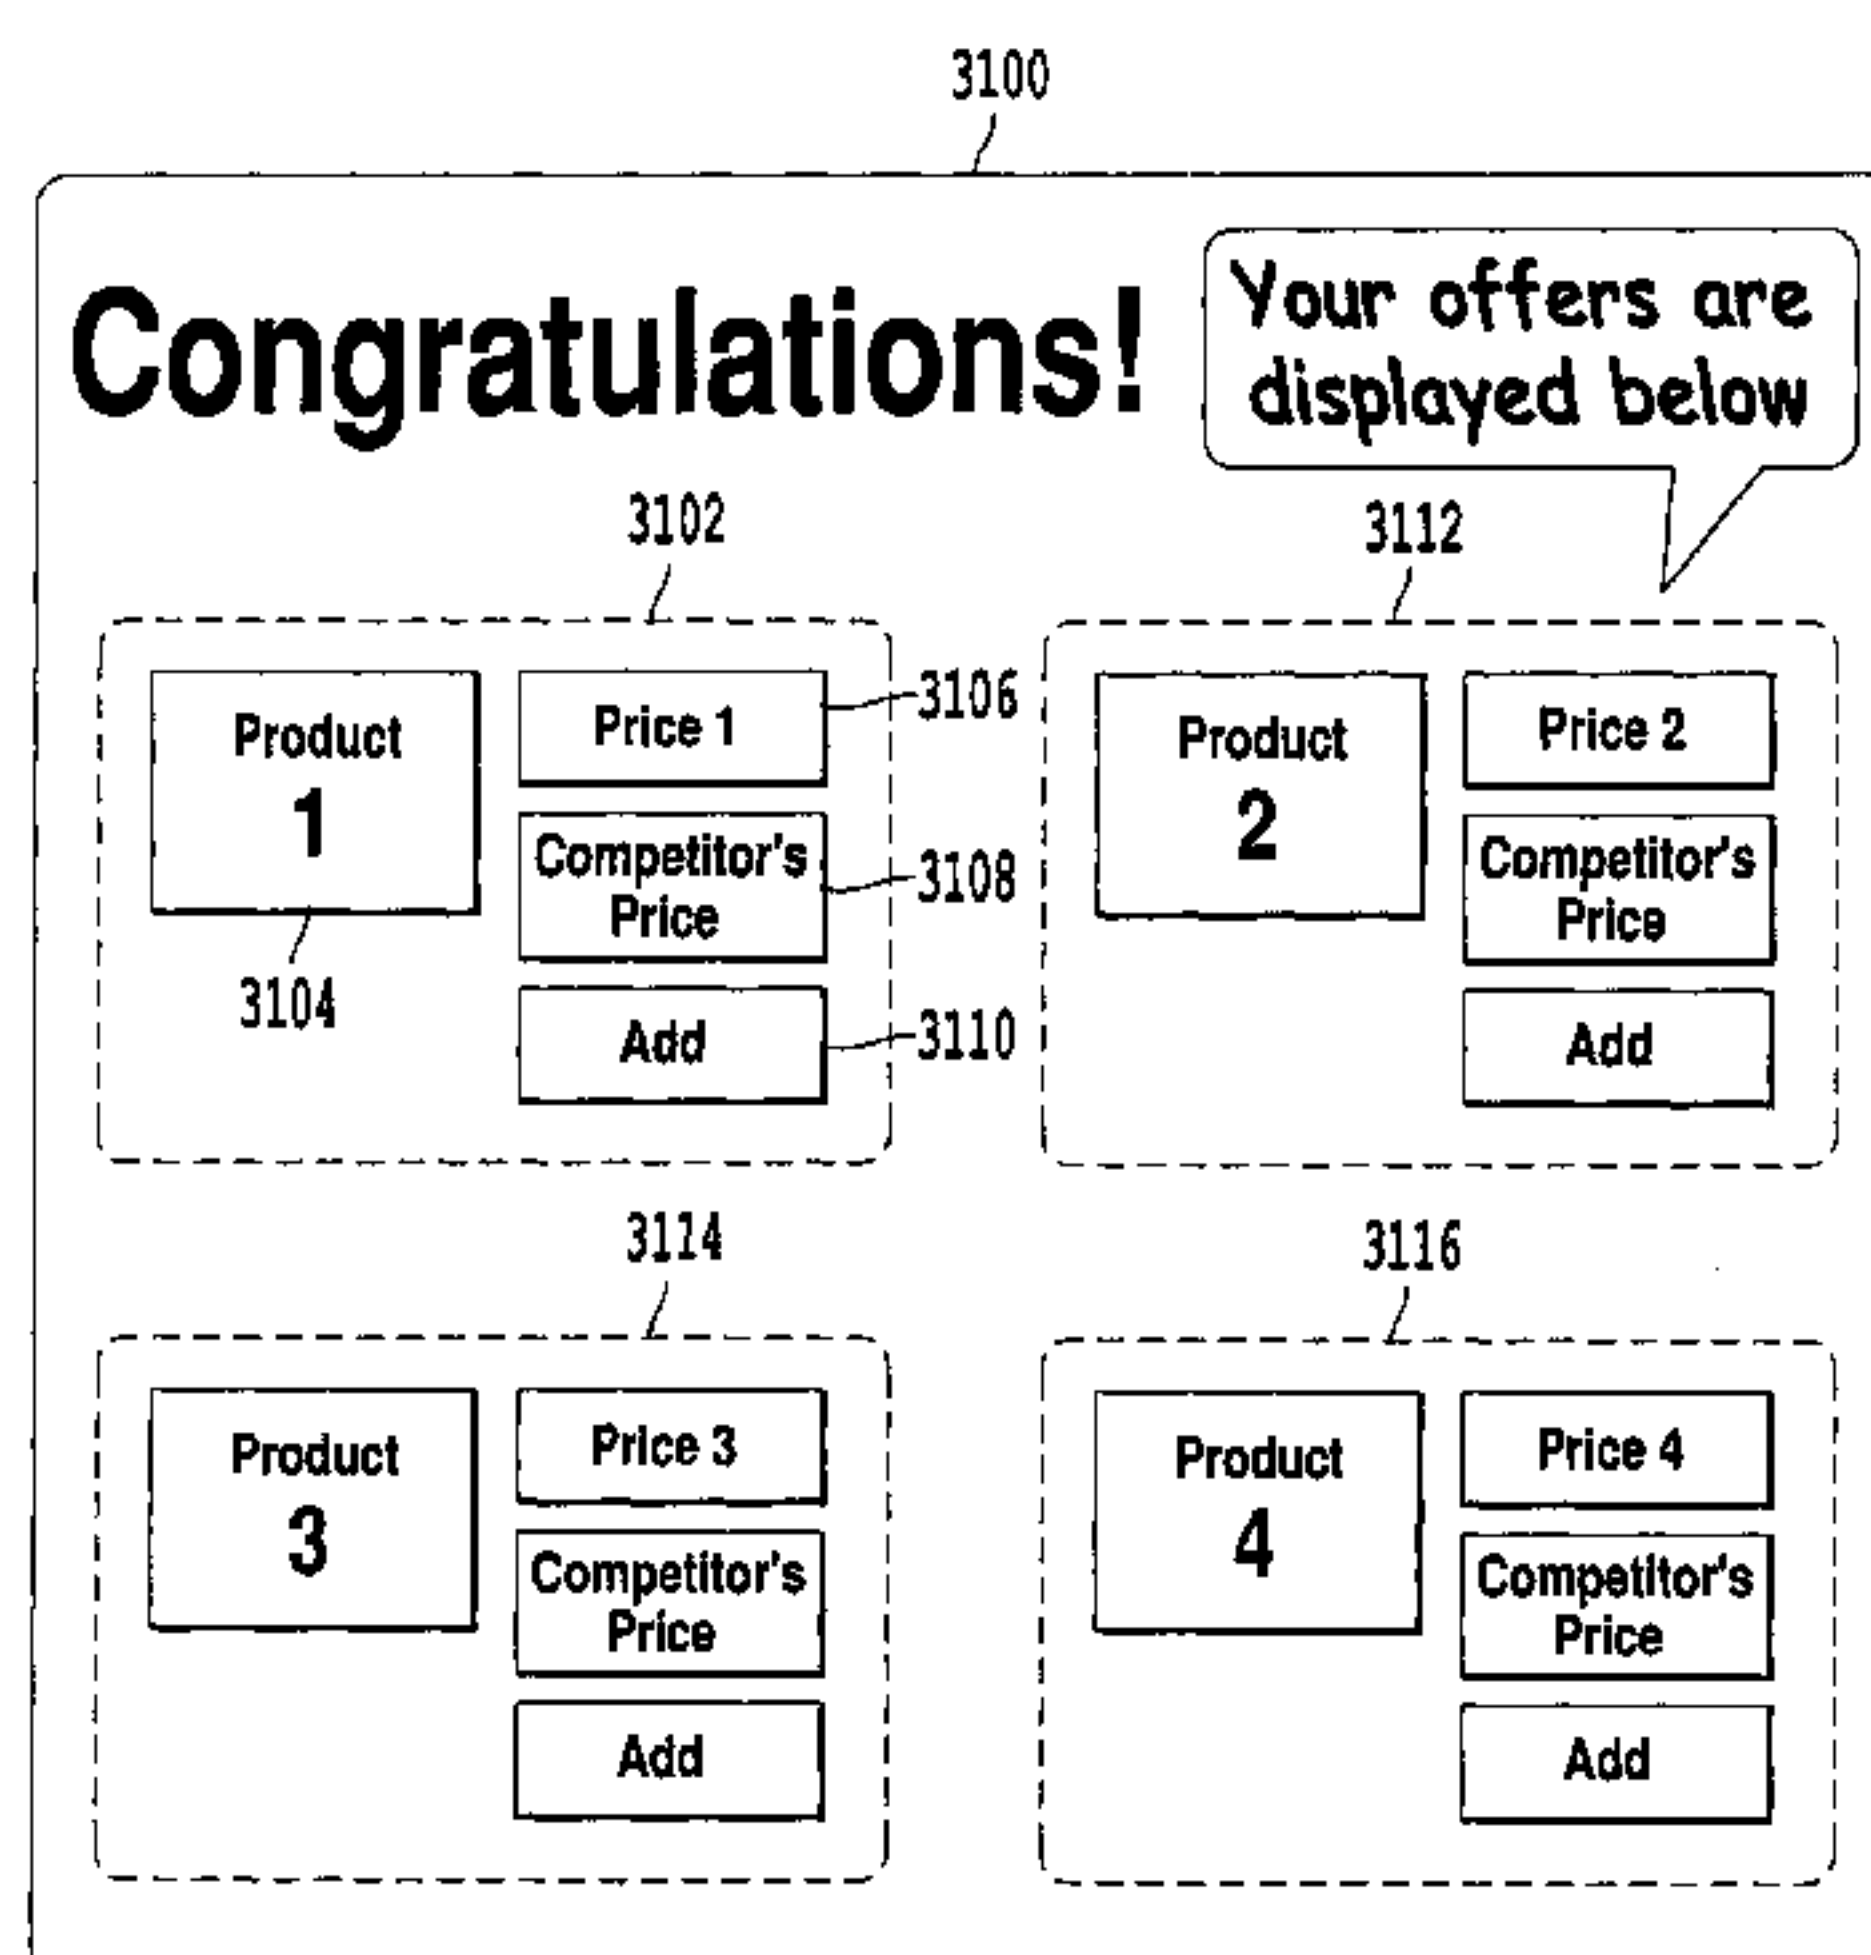 3100
Congratulations!
Your offers are
displayed below
3102
3112
Product
1
Price 1
3106
Competitor's
Price
3108
Add
3110
3104
Product
2
Price 2
Competitor's
Price
Add
3114
3116
Product
3
Price 3
Competitor's
Price
Add
Product
4
Price 4
Competitor's
Price
Add